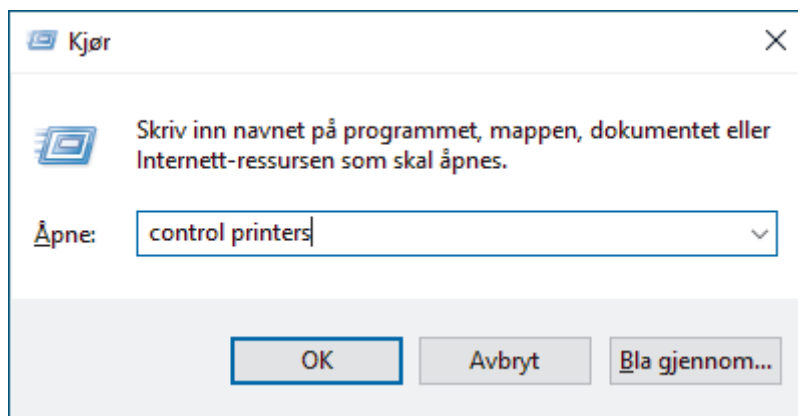 Kjør
Skriv inn navnet på programmet, mappen, dokumentet eller
Internett-ressursen som skal åpnes.
Åpne: control printers
OK Avbryt Bla gjennom...